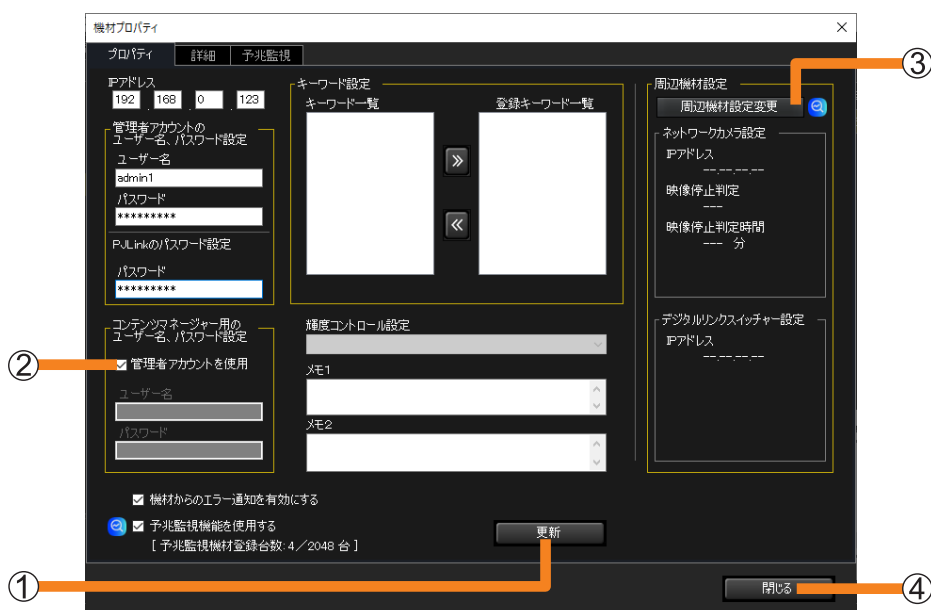 機材プロパティ
プロパティ 詳細 予兆監視
IPアドレス
192 . 168 . 0 . 123
管理者アカウントの
ユーザー名、パスワード設定
ユーザー名
admin1
パスワード
*********
PJLinkのパスワード設定
パスワード
*********
コンテンツマネージャー用の
ユーザー名、パスワード設定
管理者アカウントを使用
ユーザー名
パスワード
キーワード設定
キーワード一覧
登録キーワード一覧
輝度コントロール設定
メモ1
メモ2
周辺機材設定
周辺機材設定変更
ネットワークカメラ設定
IPアドレス
--.--.--.--
映像停止判定
---
映像停止判定時間
--- 分
デジタルリンクスイッチャー設定
IPアドレス
--.--.--.--
機材からのエラー通知を有効にする
予兆監視機能を使用する
[ 予兆監視機材登録台数: 4/2048 台 ]
更新
閉じる
①
②
③
④